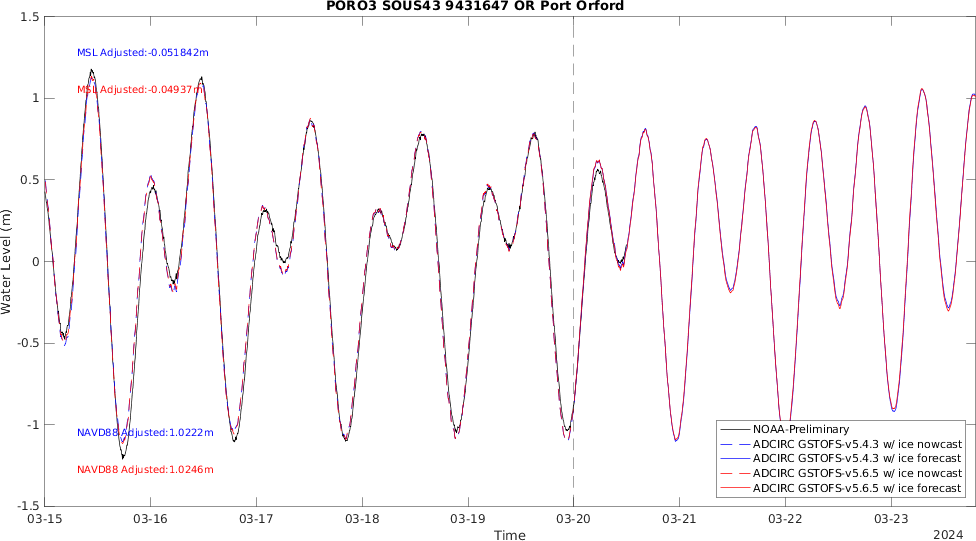 PORO3 SOUS43 9431647 OR Port Orford
1.5
1
0.5
0
-0.5
-1
-1.5
Water Level (m)
MSL Adjusted:-0.051842m
MSL Adjusted:-0.04937m
NAVD88 Adjusted:1.0222m
NAVD88 Adjusted:1.0246m
NOAA-Preliminary
ADCIRC GSTOFS-v5.4.3 w/ ice nowcast
ADCIRC GSTOFS-v5.4.3 w/ ice forecast
ADCIRC GSTOFS-v5.6.5 w/ ice nowcast
ADCIRC GSTOFS-v5.6.5 w/ ice forecast
03-15 03-16 03-17 03-18 03-19 03-20 03-21 03-22 03-23
Time
2024